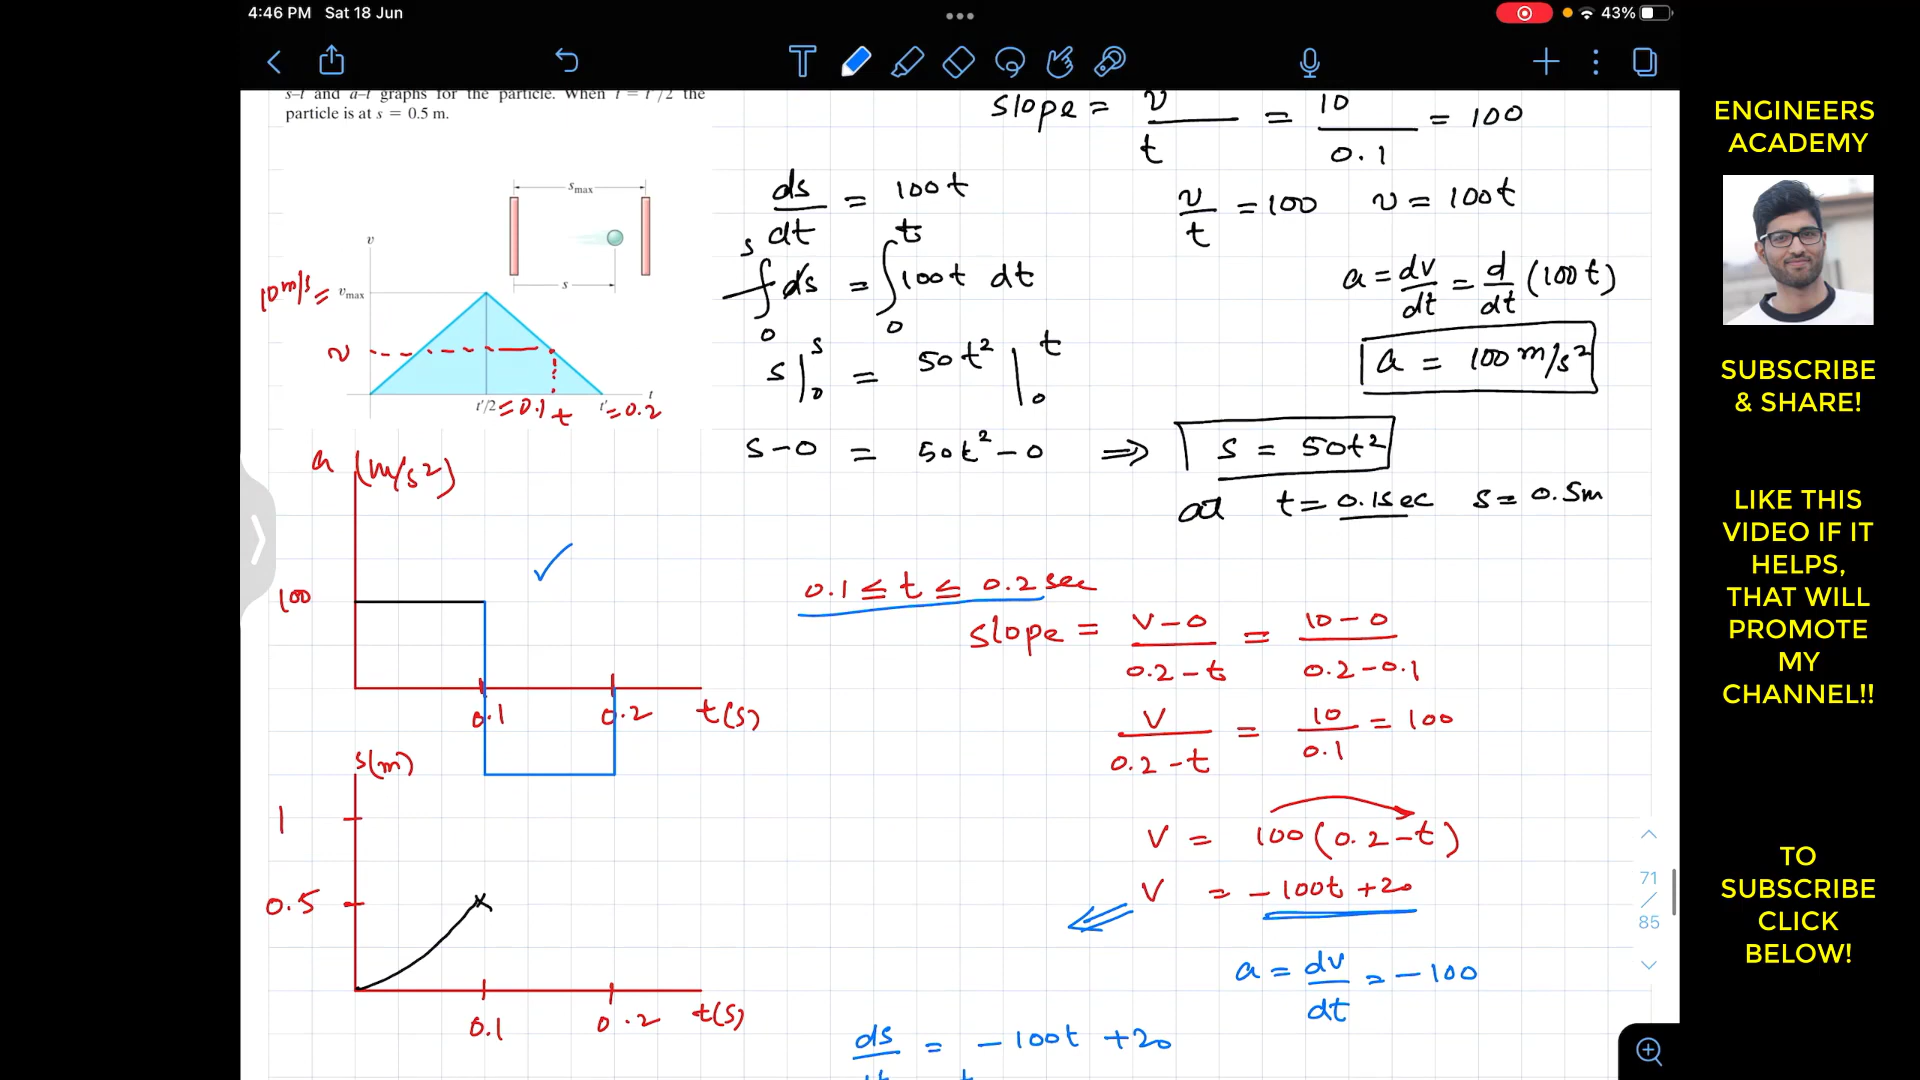 4:46 PM Sat 18 Jun
43%
s–t and a–t graphs for the particle. When t = t'/2 the
particle is at s = 0.5 m.
smax
s
v
10 m/s = vmax
v
t'/2 = 0.1 t t' = 0.2 t
a (m/s²)
100
0.1 0.2 t(s)
s(m)
1
0.5
0.1 0.2 t(s)
slope = v/t = 10/0.1 = 100
ds/dt = 100t
v/t = 100 v = 100t
∫₀ˢ ds = ∫₀ᵗ 100t dt
a = dv/dt = d/dt (100t)
a = 100 m/s²
s|₀ˢ = 50t²|₀ᵗ
s-0 = 50t² - 0 ⇒ s = 50t²
at t = 0.1sec s = 0.5m
0.1 ≤ t ≤ 0.2 sec
slope = v-0/0.2-t = 10-0/0.2-0.1
v/0.2-t = 10/0.1 = 100
v = 100(0.2-t)
v = -100t +20
a = dv/dt = -100
ds/dt = -100t +20
71
/
85
ENGINEERS
ACADEMY
SUBSCRIBE
& SHARE!
LIKE THIS
VIDEO IF IT
HELPS,
THAT WILL
PROMOTE
MY
CHANNEL!!
TO
SUBSCRIBE
CLICK
BELOW!